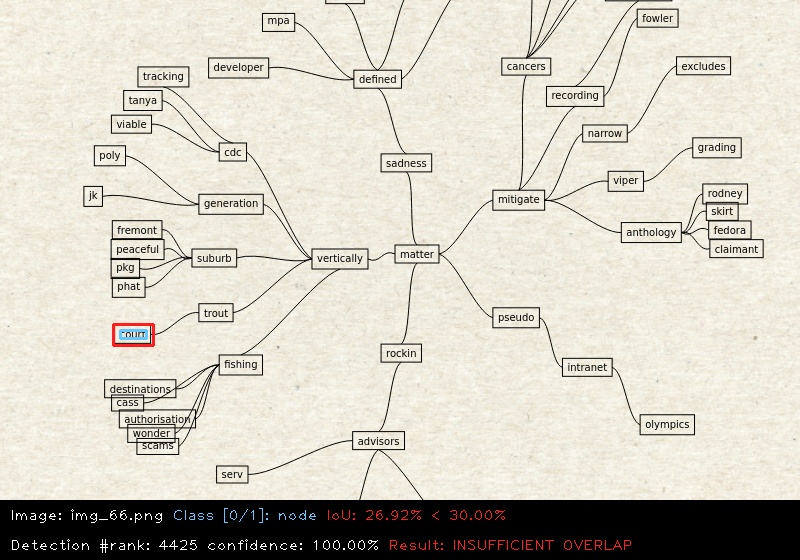 mpa
fowler
defined
developer
cancers
excludes
tracking
recording
tanya
viable
narrow
cdc
grading
poly
sadness
viper
rodney
jk
generation
mitigate
skirt
fremont
anthology
fedora
peaceful
suburb
vertically
matter
claimant
pkg
phat
trout
pseudo
court
rockin
fishing
intranet
destinations
cass
authorisation
olympics
wonder
advisors
scams
serv
Image: img_66.png Class [0/1]: node IoU: 26.92% < 30.00%
Detection #rank: 4425 confidence: 100.00% Result: INSUFFICIENT OVERLAP